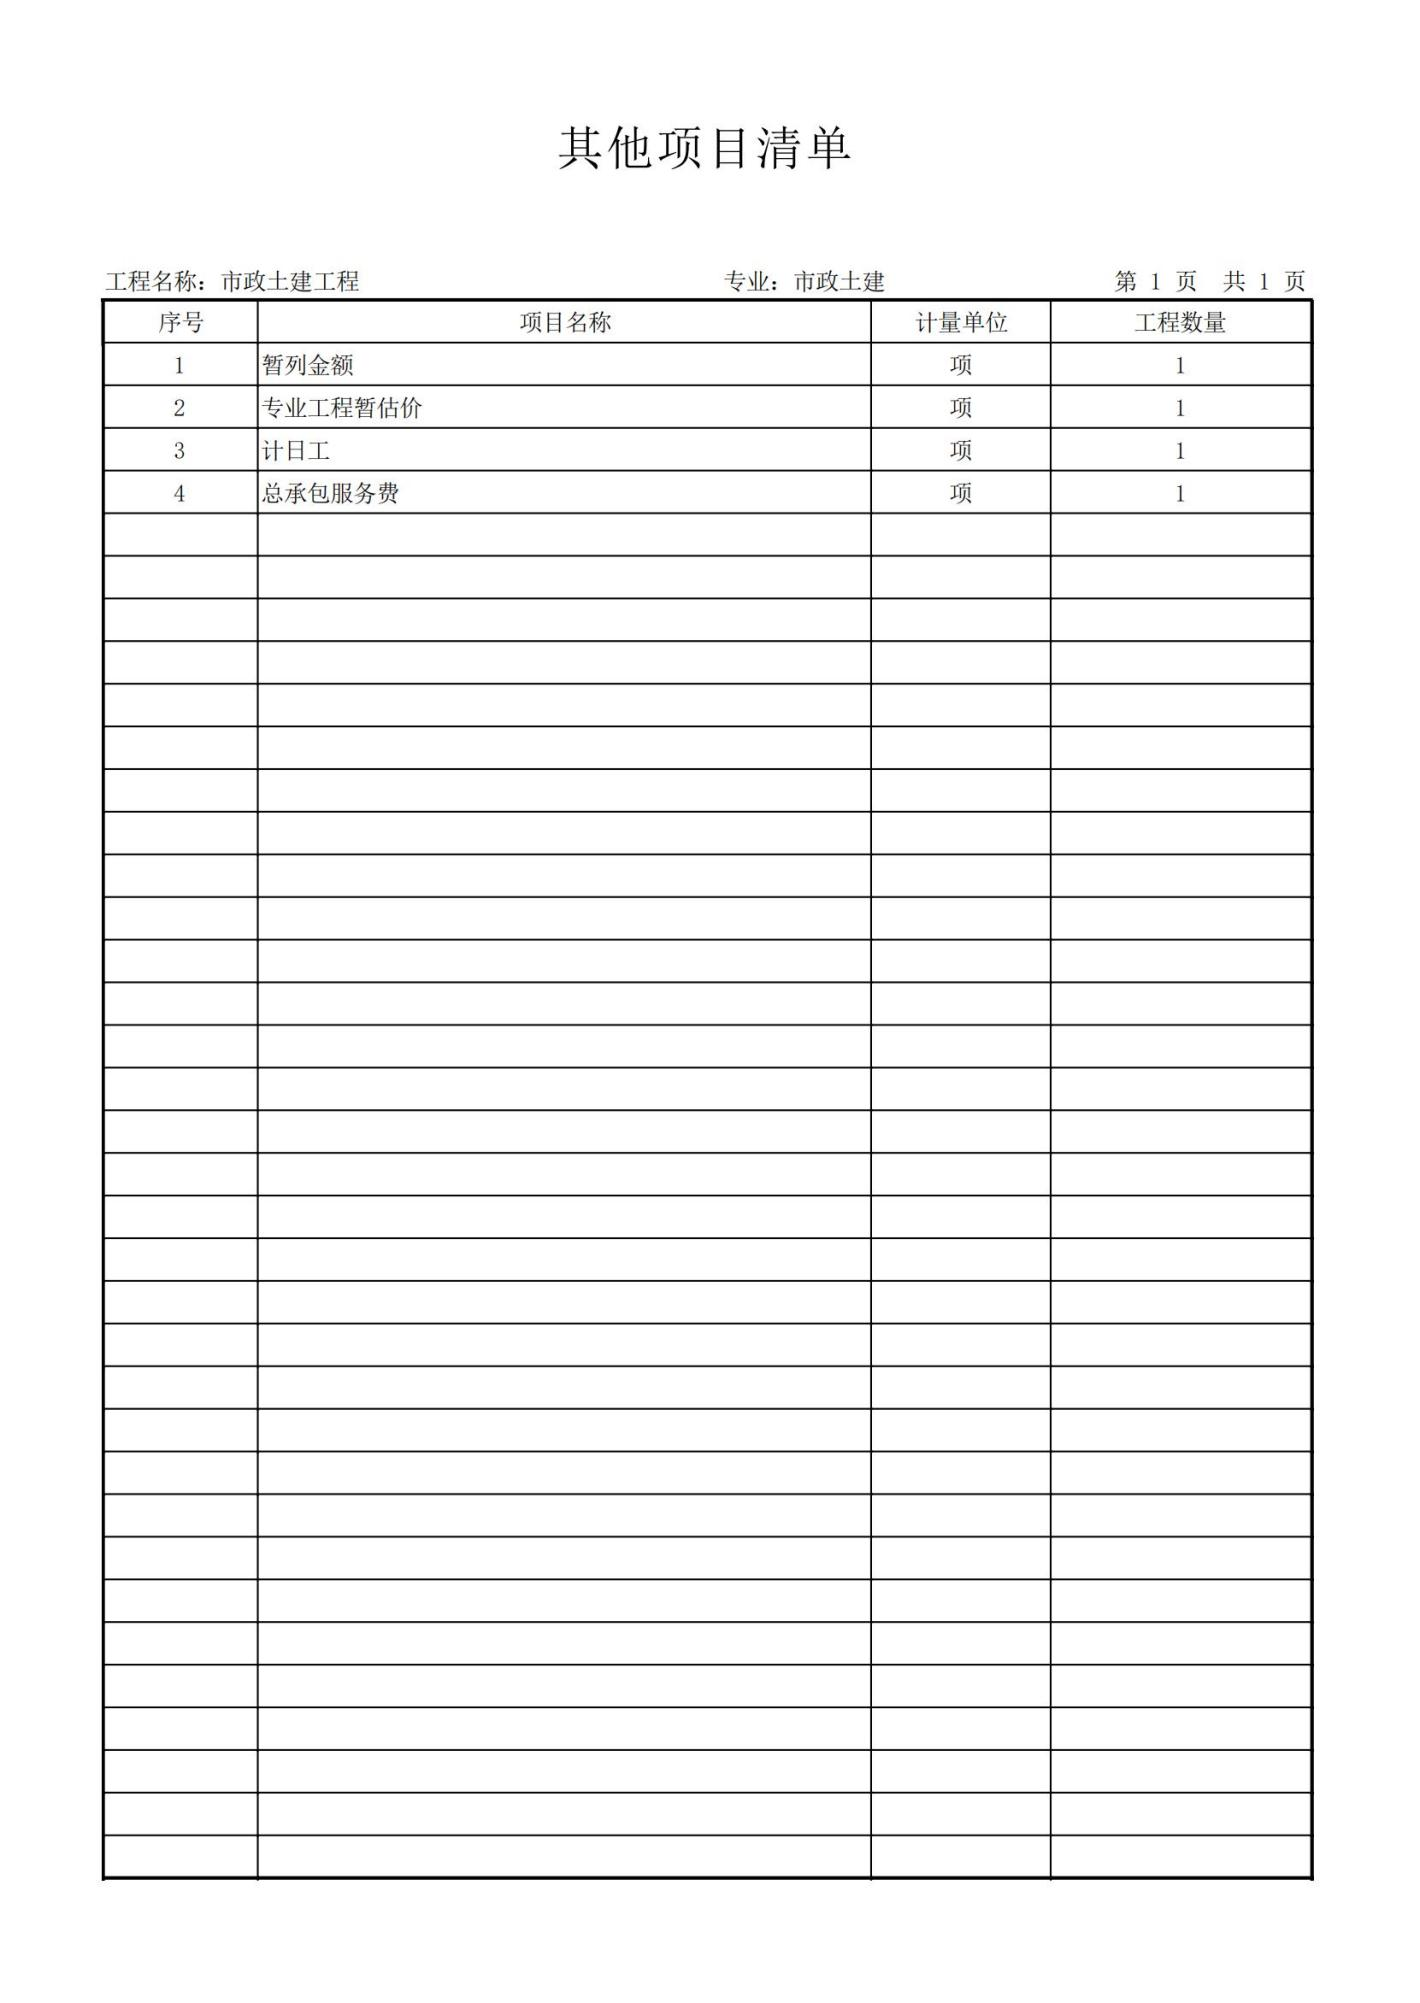 其他项目清单
工程名称：市政土建工程 专业：市政土建 第 1 页 共 1 页
序号 项目名称 计量单位 工程数量
1 暂列金额 项 1
2 专业工程暂估价 项 1
3 计日工 项 1
4 总承包服务费 项 1